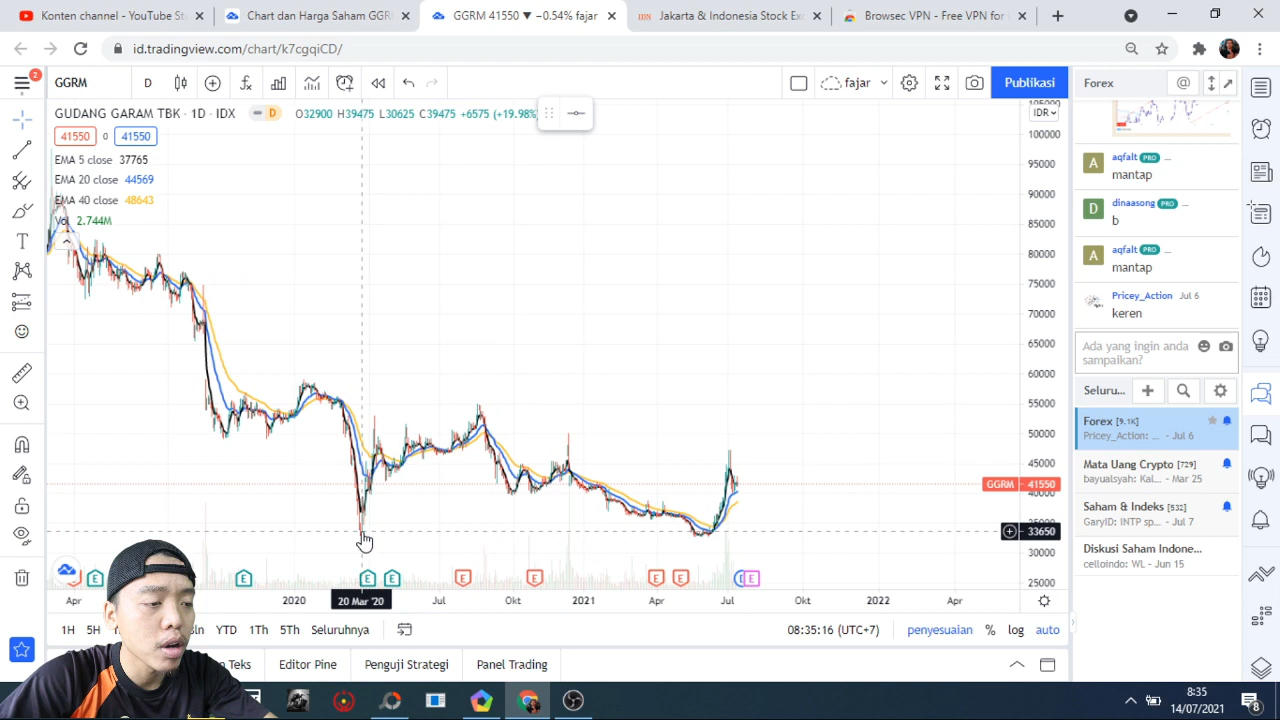 Konten channel - YouTube St
Chart dan Harga Saham GGR
GGRM 41550 ▼ −0.54% fajar
IDX
Jakarta & Indonesia Stock Exc
Browsec VPN - Free VPN for
id.tradingview.com/chart/k7cgqiCD/
2
GGRM
D
fajar
Publikasi
Forex
@
GUDANG GARAM TBK · 1D · IDX
D
O32900 H39475 L30625 C39475 +6575 (+19.98%
41550
0
41550
EMA 5 close 37765
EMA 20 close 44569
EMA 40 close 48643
Vol 2.744M
105000
IDR
100000
95000
90000
85000
80000
75000
70000
65000
60000
55000
50000
45000
GGRM 41550
40000
35000
33650
30000
25000
A
aqfalt PRO ...
mantap
D
dinaasong PRO ...
b
A
aqfalt PRO ...
mantap
Pricey_Action Jul 6
keren
Ada yang ingin anda
sampaikan?
Seluru...
Forex [9.1K]
Pricey_Action: ... - Jul 6
Mata Uang Crypto [729]
bayualsyah: Kal... - Mar 25
Saham & Indeks [532]
GaryID: INTP sp... - Jul 7
Diskusi Saham Indone...
celloindo: WL - Jun 15
E
E
E
E
E
E
E
E
E
Apr
2020
20 Mar '20
Jul
Okt
2021
Apr
Jul
Okt
2022
Apr
1H
5H
YTD
1Th
5Th
Seluruhnya
08:35:16 (UTC+7)
penyesuaian
%
log
auto
Teks
Editor Pine
Penguji Strategi
Panel Trading
8:35
14/07/2021
8